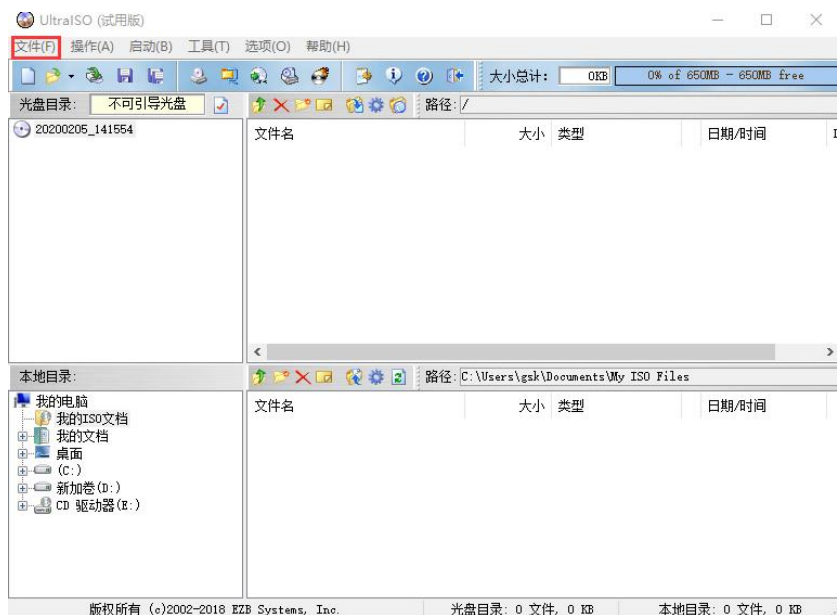 UltraISO (试用版)
文件(F) 操作(A) 启动(B) 工具(T) 选项(O) 帮助(H)
大小总计: 0KB 0% of 650MB - 650MB free
光盘目录: 不可引导光盘 路径: /
20200205_141554
文件名 大小 类型 日期/时间
本地目录: 路径: C:\Users\gsk\Documents\My ISO Files
我的电脑
文件名 大小 类型 日期/时间
我的ISO文档
我的文档
桌面
(C:)
新加卷(D:)
CD 驱动器(E:)
版权所有 (c)2002-2018 EZB Systems, Inc. 光盘目录: 0 文件, 0 KB 本地目录: 0 文件, 0 KB